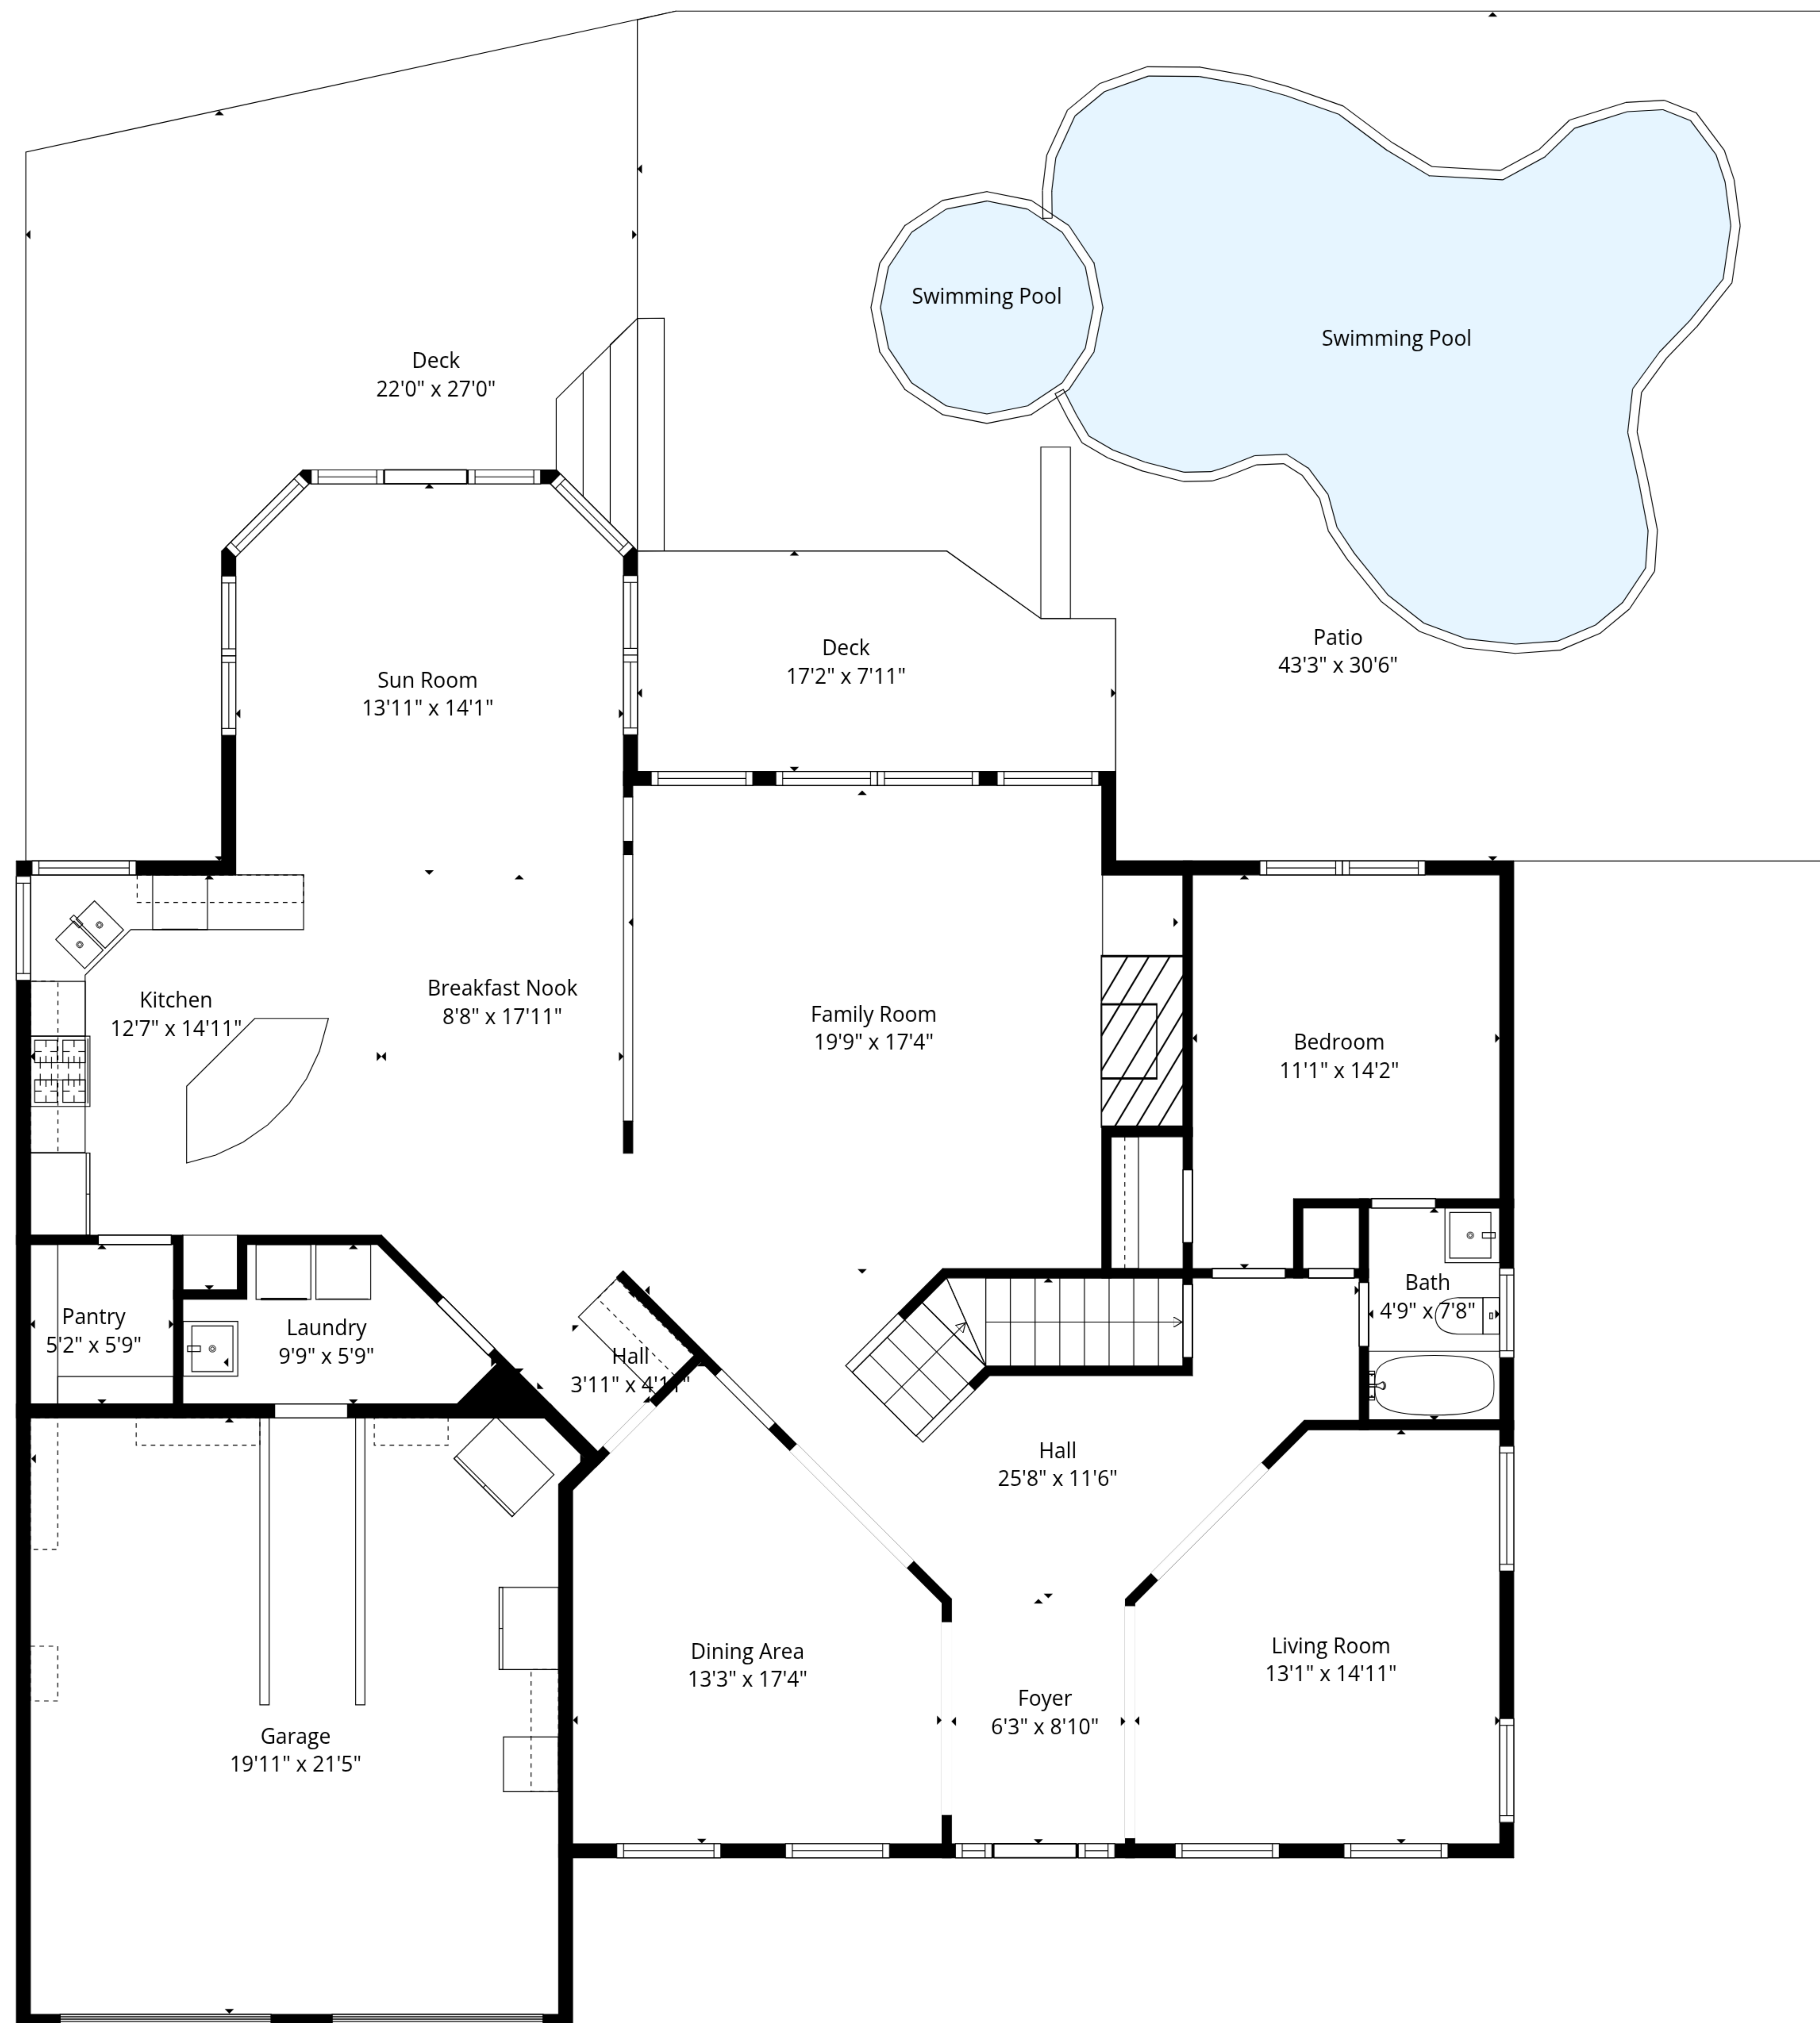 Swimming Pool
Swimming Pool
Deck
22'0" x 27'0"
Patio
43'3" x 30'6"
Deck
17'2" x 7'11"
Sun Room
13'11" x 14'1"
Breakfast Nook
8'8" x 17'11"
Kitchen
12'7" x 14'11"
Family Room
19'9" x 17'4"
Bedroom
11'1" x 14'2"
Bath
4'9" x 7'8"
Pantry
5'2" x 5'9"
Laundry
9'9" x 5'9"
Hall
3'11" x 4'11"
Hall
25'8" x 11'6"
Dining Area
13'3" x 17'4"
Living Room
13'1" x 14'11"
Foyer
6'3" x 8'10"
Garage
19'11" x 21'5"